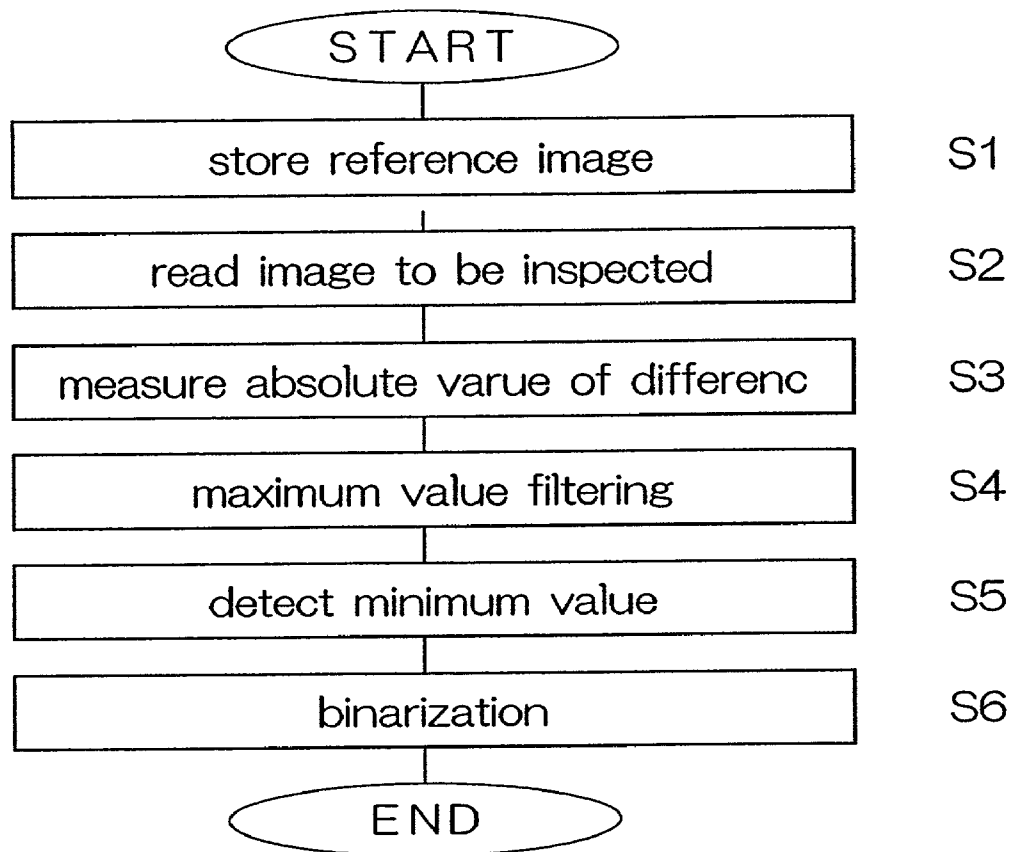 START
store reference image S1
read image to be inspected S2
measure absolute varue of differenc S3
maximum value filtering S4
detect minimum value S5
binarization S6
END